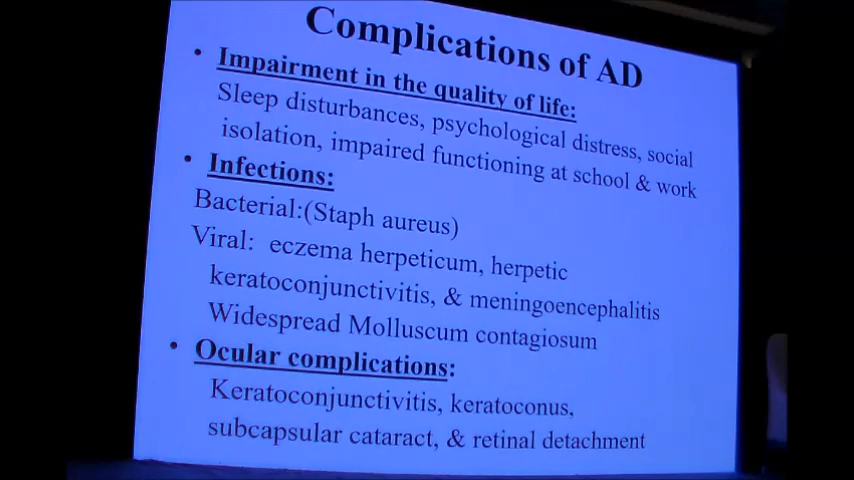 Complications of AD
• Impairment in the quality of life:
Sleep disturbances, psychological distress, social
isolation, impaired functioning at school & work
• Infections:
Bacterial:(Staph aureus)
Viral: eczema herpeticum, herpetic
keratoconjunctivitis, & meningoencephalitis
Widespread Molluscum contagiosum
• Ocular complications:
Keratoconjunctivitis, keratoconus,
subcapsular cataract, & retinal detachment